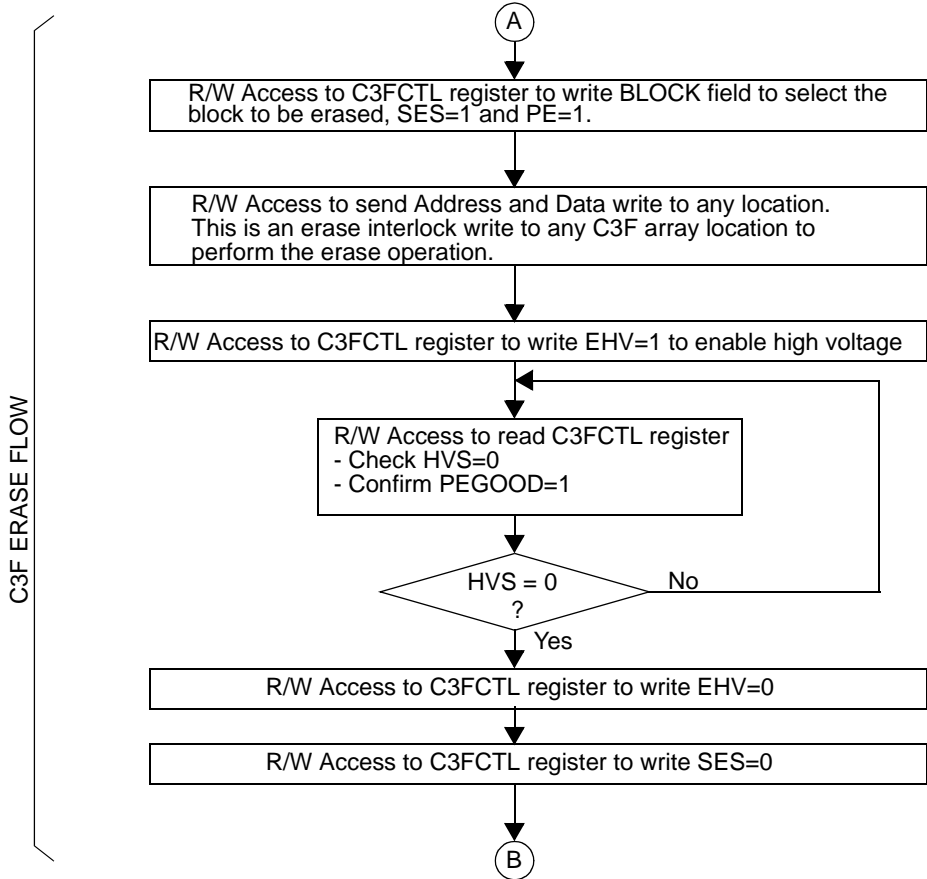 A
R/W Access to C3FCTL register to write BLOCK field to select the
block to be erased, SES=1 and PE=1.
R/W Access to send Address and Data write to any location.
This is an erase interlock write to any C3F array location to
perform the erase operation.
R/W Access to C3FCTL register to write EHV=1 to enable high voltage
R/W Access to read C3FCTL register
- Check HVS=0
- Confirm PEGOOD=1
HVS = 0
?
No
Yes
R/W Access to C3FCTL register to write EHV=0
R/W Access to C3FCTL register to write SES=0
B
C3F ERASE FLOW